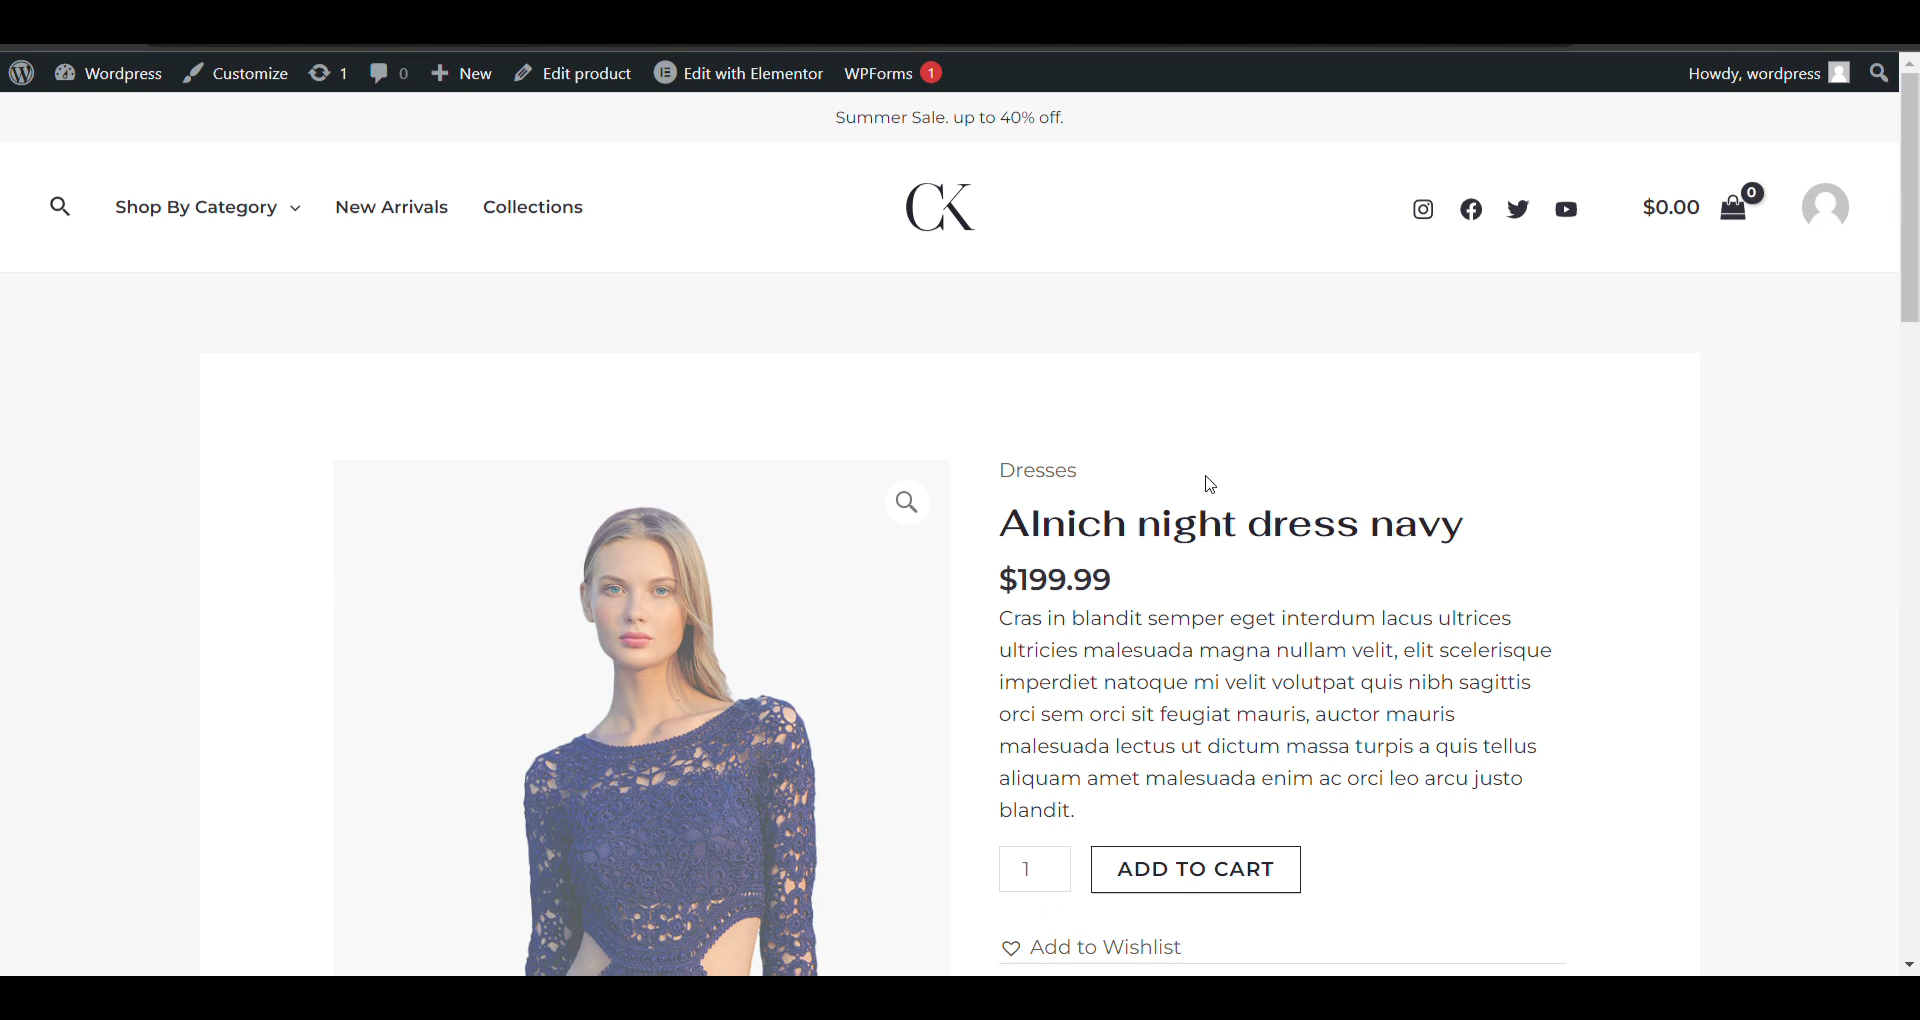 Wordpress Customize 1 0 New Edit product Edit with Elementor WPForms 1 Howdy, wordpress
Summer Sale. up to 40% off.
Shop By Category New Arrivals Collections CK $0.00 0
Dresses
Alnich night dress navy
$199.99
Cras in blandit semper eget interdum lacus ultrices
ultricies malesuada magna nullam velit, elit scelerisque
imperdiet natoque mi velit volutpat quis nibh sagittis
orci sem orci sit feugiat mauris, auctor mauris
malesuada lectus ut dictum massa turpis a quis tellus
aliquam amet malesuada enim ac orci leo arcu justo
blandit.
1 ADD TO CART
Add to Wishlist